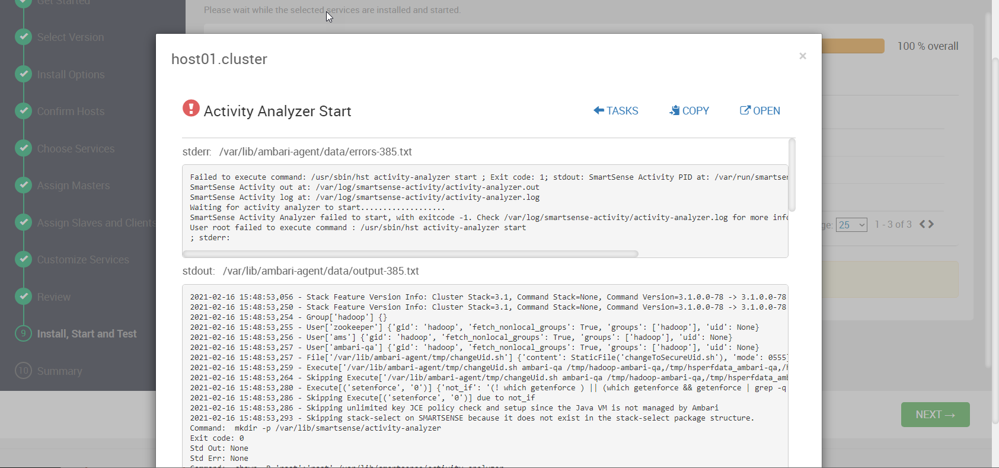 Get Started
Select Version
Install Options
Confirm Hosts
Choose Services
Assign Masters
Assign Slaves and Clients
Customize Services
Review
9 Install, Start and Test
10 Summary
Please wait while the selected services are installed and started.
100 % overall
host01.cluster
×
Activity Analyzer Start
TASKS
COPY
OPEN
stderr: /var/lib/ambari-agent/data/errors-385.txt
Failed to execute command: /usr/sbin/hst activity-analyzer start ; Exit code: 1; stdout: SmartSense Activity PID at: /var/run/smartser
SmartSense Activity out at: /var/log/smartsense-activity/activity-analyzer.out
SmartSense Activity log at: /var/log/smartsense-activity/activity-analyzer.log
Waiting for activity analyzer to start...................
SmartSense Activity Analyzer failed to start, with exitcode -1. Check /var/log/smartsense-activity/activity-analyzer.log for more info
User root failed to execute command : /usr/sbin/hst activity-analyzer start
; stderr:
stdout: /var/lib/ambari-agent/data/output-385.txt
2021-02-16 15:48:53,056 - Stack Feature Version Info: Cluster Stack=3.1, Command Stack=None, Command Version=3.1.0.0-78 -> 3.1.0.0-78
2021-02-16 15:48:53,250 - Stack Feature Version Info: Cluster Stack=3.1, Command Stack=None, Command Version=3.1.0.0-78 -> 3.1.0.0-78
2021-02-16 15:48:53,254 - Group['hadoop'] {}
2021-02-16 15:48:53,255 - User['zookeeper'] {'gid': 'hadoop', 'fetch_nonlocal_groups': True, 'groups': ['hadoop'], 'uid': None}
2021-02-16 15:48:53,256 - User['ams'] {'gid': 'hadoop', 'fetch_nonlocal_groups': True, 'groups': ['hadoop'], 'uid': None}
2021-02-16 15:48:53,257 - User['ambari-qa'] {'gid': 'hadoop', 'fetch_nonlocal_groups': True, 'groups': ['hadoop'], 'uid': None}
2021-02-16 15:48:53,257 - File['/var/lib/ambari-agent/tmp/changeUid.sh'] {'content': StaticFile('changeToSecureUid.sh'), 'mode': 0555}
2021-02-16 15:48:53,259 - Execute['/var/lib/ambari-agent/tmp/changeUid.sh ambari-qa /tmp/hadoop-ambari-qa,/tmp/hsperfdata_ambari-qa,/h
2021-02-16 15:48:53,264 - Skipping Execute['/var/lib/ambari-agent/tmp/changeUid.sh ambari-qa /tmp/hadoop-ambari-qa,/tmp/hsperfdata_amb
2021-02-16 15:48:53,280 - Execute[('setenforce', '0')] {'not_if': '(! which getenforce ) || (which getenforce && getenforce | grep -q
2021-02-16 15:48:53,286 - Skipping Execute[('setenforce', '0')] due to not_if
2021-02-16 15:48:53,286 - Skipping unlimited key JCE policy check and setup since the Java VM is not managed by Ambari
2021-02-16 15:48:53,293 - Skipping stack-select on SMARTSENSE because it does not exist in the stack-select package structure.
Command: mkdir -p /var/lib/smartsense/activity-analyzer
Exit code: 0
Std Out: None
Std Err: None
ge: 25 1 - 3 of 3
NEXT→